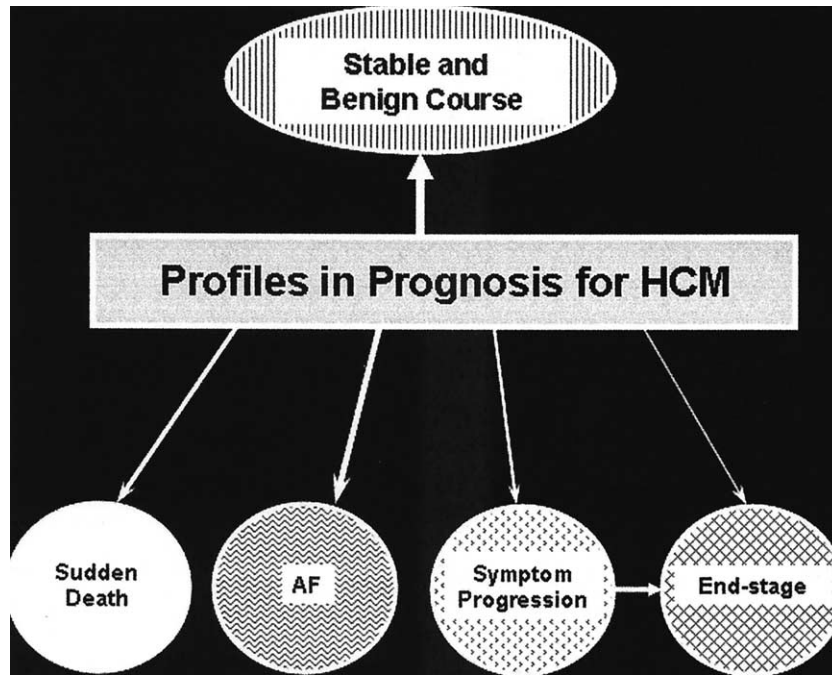 Stable and
Benign Course
Profiles in Prognosis for HCM
Sudden
Death
AF
Symptom
Progression
End-stage